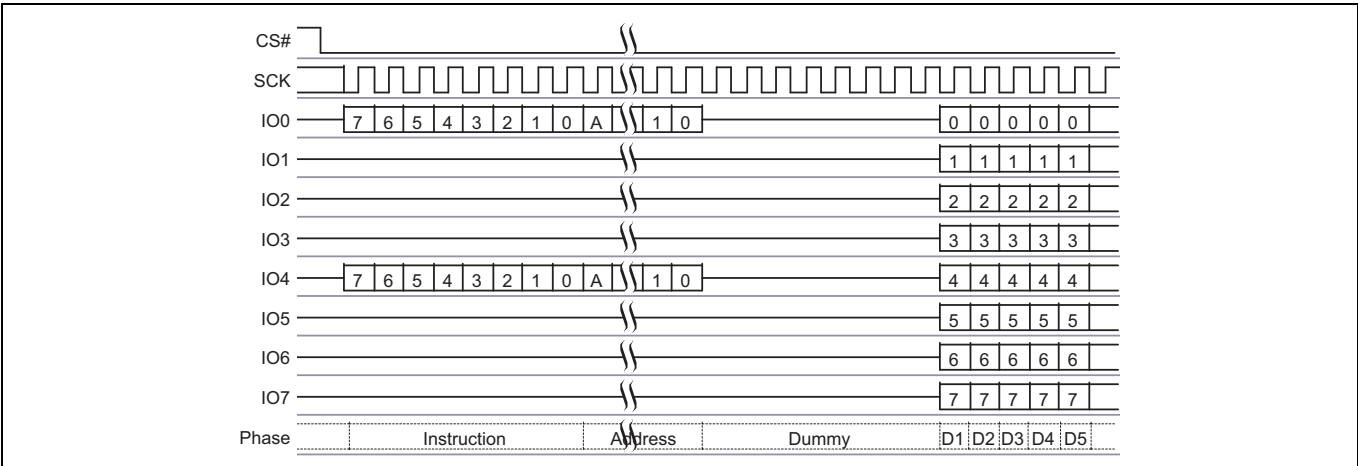 CS#
SCK
IO0 7 6 5 4 3 2 1 0 A 1 0 0 0 0 0 0
IO1 1 1 1 1 1
IO2 2 2 2 2 2
IO3 3 3 3 3 3
IO4 7 6 5 4 3 2 1 0 A 1 0 4 4 4 4 4
IO5 5 5 5 5 5
IO6 6 6 6 6 6
IO7 7 7 7 7 7
Phase Instruction Address Dummy D1 D2 D3 D4 D5